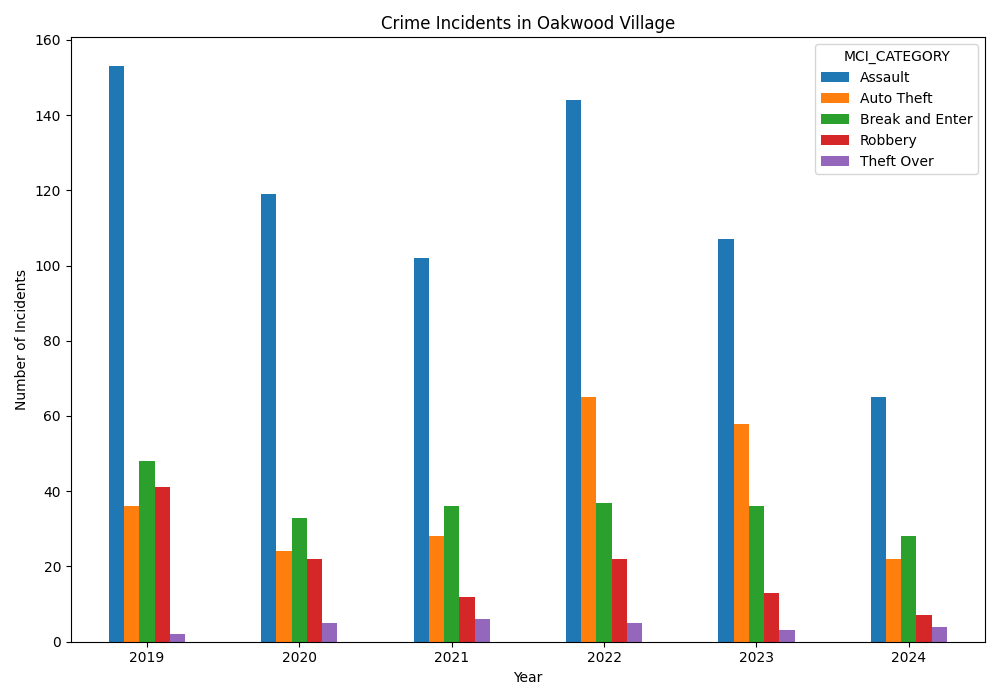 Crime Incidents in Oakwood Village
MCI_CATEGORY
Assault
Auto Theft
Break and Enter
Robbery
Theft Over
Number of Incidents
160
140
120
100
80
60
40
20
0
2019 2020 2021 2022 2023 2024
Year